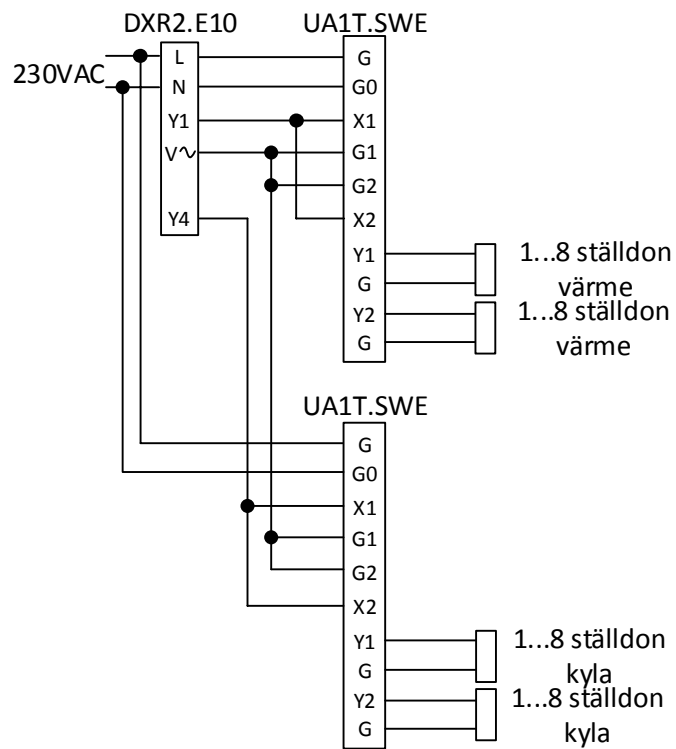 DXR2.E10
UA1T.SWE
230VAC
L
N
Y1
V~
Y4
G
G0
X1
G1
G2
X2
Y1
G
Y2
G
1...8 ställdon
värme
1...8 ställdon
värme
UA1T.SWE
G
G0
X1
G1
G2
X2
Y1
G
Y2
G
1...8 ställdon
kyla
1...8 ställdon
kyla